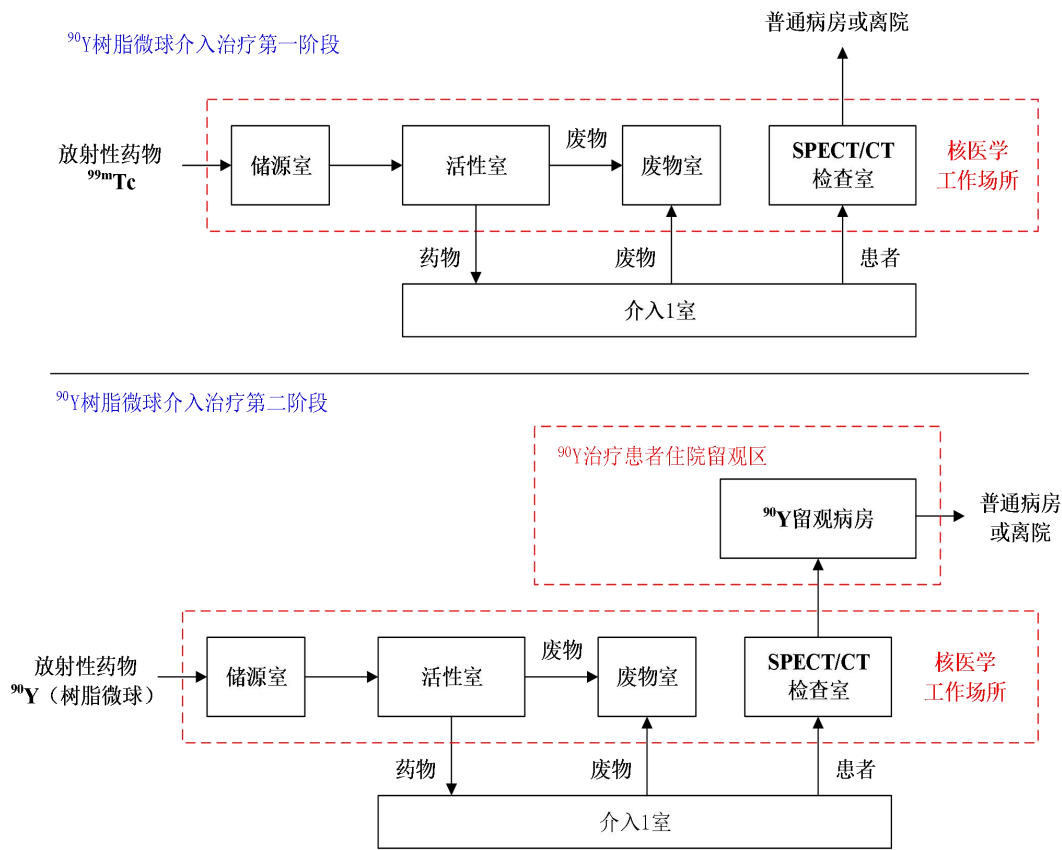 ⁹⁰Y树脂微球介入治疗第一阶段
普通病房或离院
放射性药物
⁹⁹ᵐTc
储源室
活性室
废物
废物室
SPECT/CT
检查室
核医学
工作场所
药物
废物
患者
介入1室
⁹⁰Y树脂微球介入治疗第二阶段
⁹⁰Y治疗患者住院留观区
⁹⁰Y留观病房
普通病房
或离院
放射性药物
⁹⁰Y（树脂微球）
储源室
活性室
废物
废物室
SPECT/CT
检查室
核医学
工作场所
药物
废物
患者
介入1室